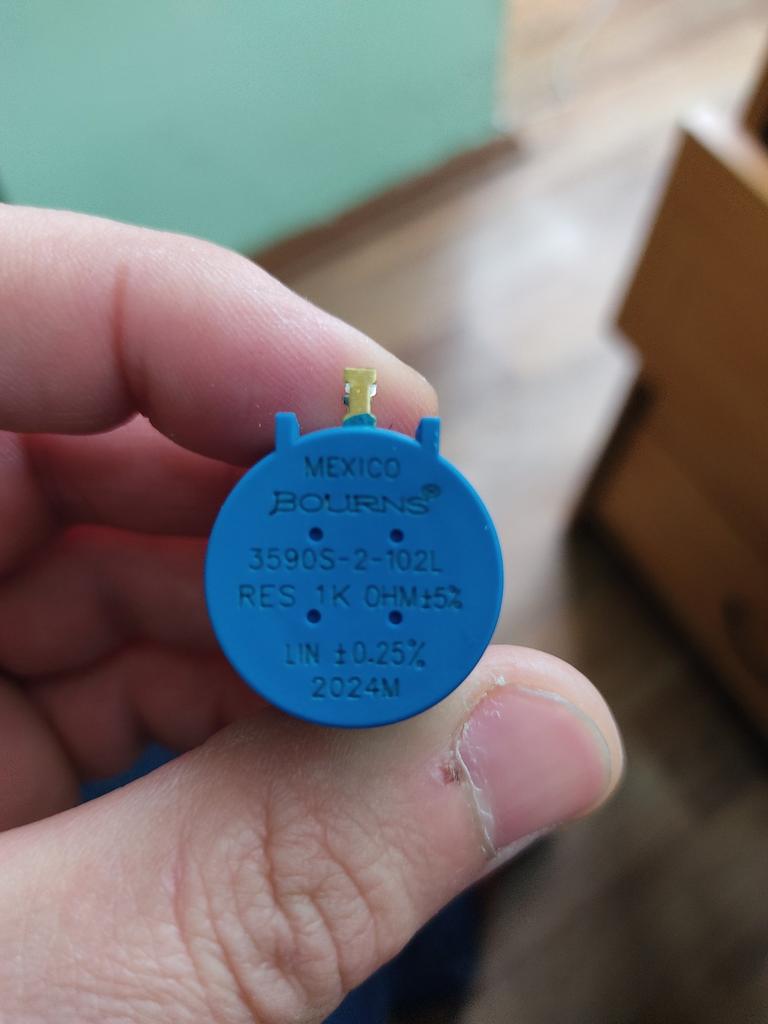 MEXICO
BOURNS®
3590S-2-102L
RES 1K OHM±5%
LIN ±0.25%
2024M